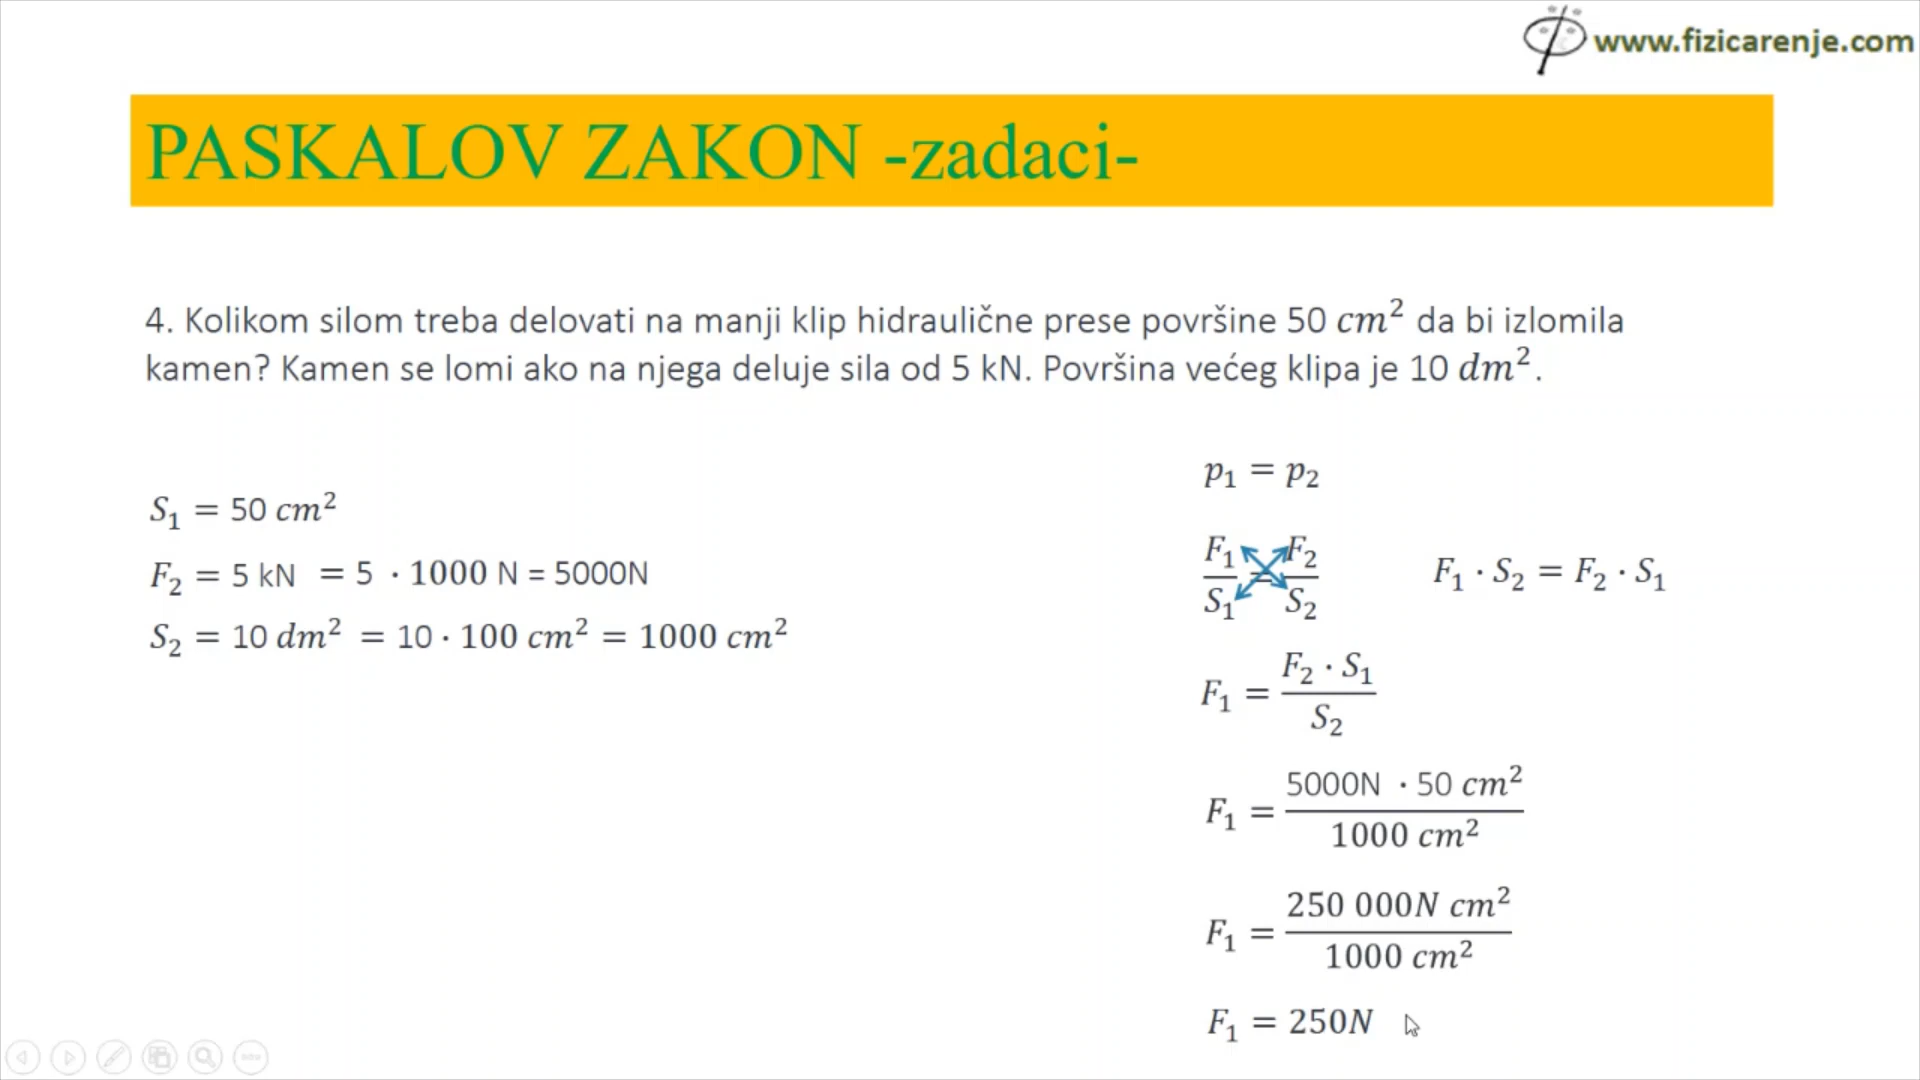 www.fizicarenje.com
PASKALOV ZAKON -zadaci-
4. Kolikom silom treba delovati na manji klip hidraulične prese površine 50 cm² da bi izlomila
kamen? Kamen se lomi ako na njega deluje sila od 5 kN. Površina većeg klipa je 10 dm².
S₁ = 50 cm²
F₂ = 5 kN = 5 · 1000 N = 5000N
S₂ = 10 dm² = 10 · 100 cm² = 1000 cm²
p₁ = p₂
F₁/S₁ = F₂/S₂
F₁ · S₂ = F₂ · S₁
F₁ = F₂ · S₁/S₂
F₁ = 5000N · 50 cm²/1000 cm²
F₁ = 250 000N cm²/1000 cm²
F₁ = 250N